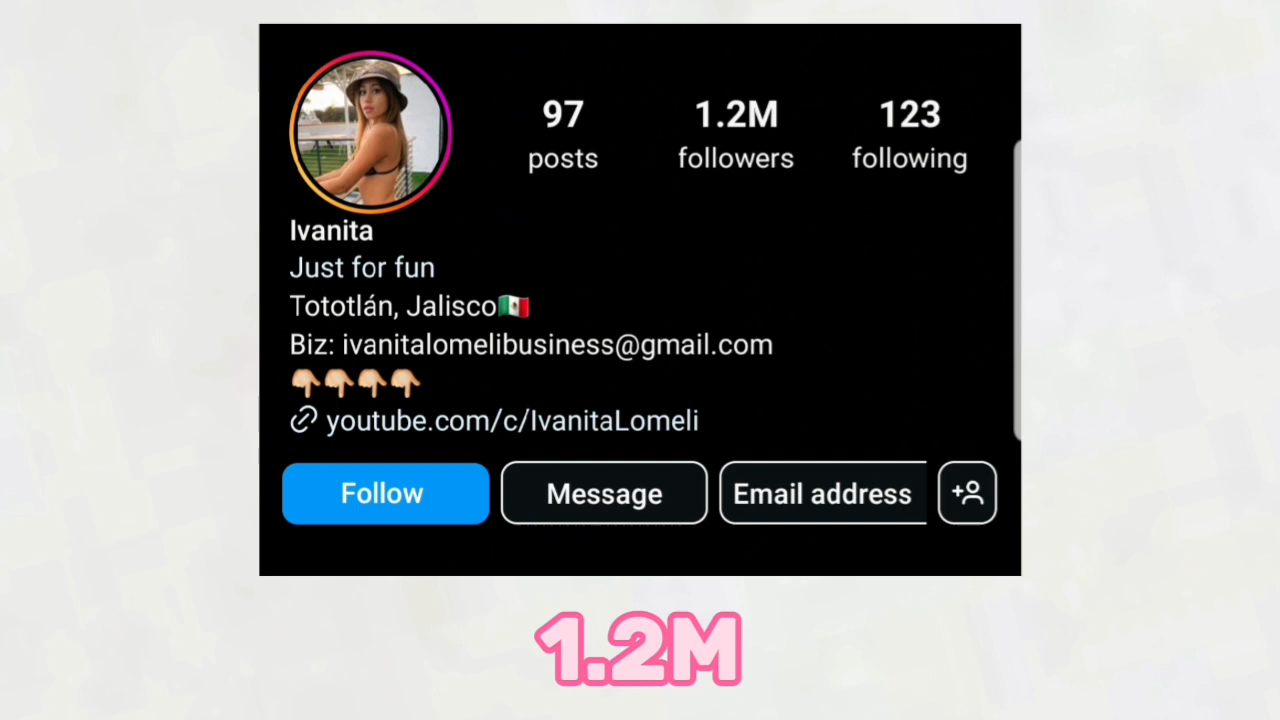 97 1.2M 123
posts followers following
Ivanita
Just for fun
Tototlán, Jalisco🇲🇽
Biz: ivanitalomelibusiness@gmail.com
👇🏼👇🏼👇🏼👇🏼
youtube.com/c/IvanitaLomeli
Follow Message Email address
1.2M